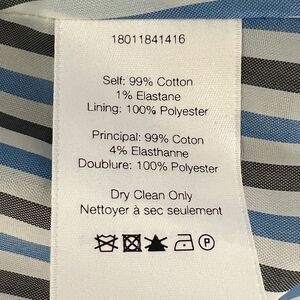 18011841416
Self: 99% Cotton
1% Elastane
Lining: 100% Polyester
Principal: 99% Coton
4% Elasthanne
Doublure: 100% Polyester
Dry Clean Only
Nettoyer à sec seulement
P